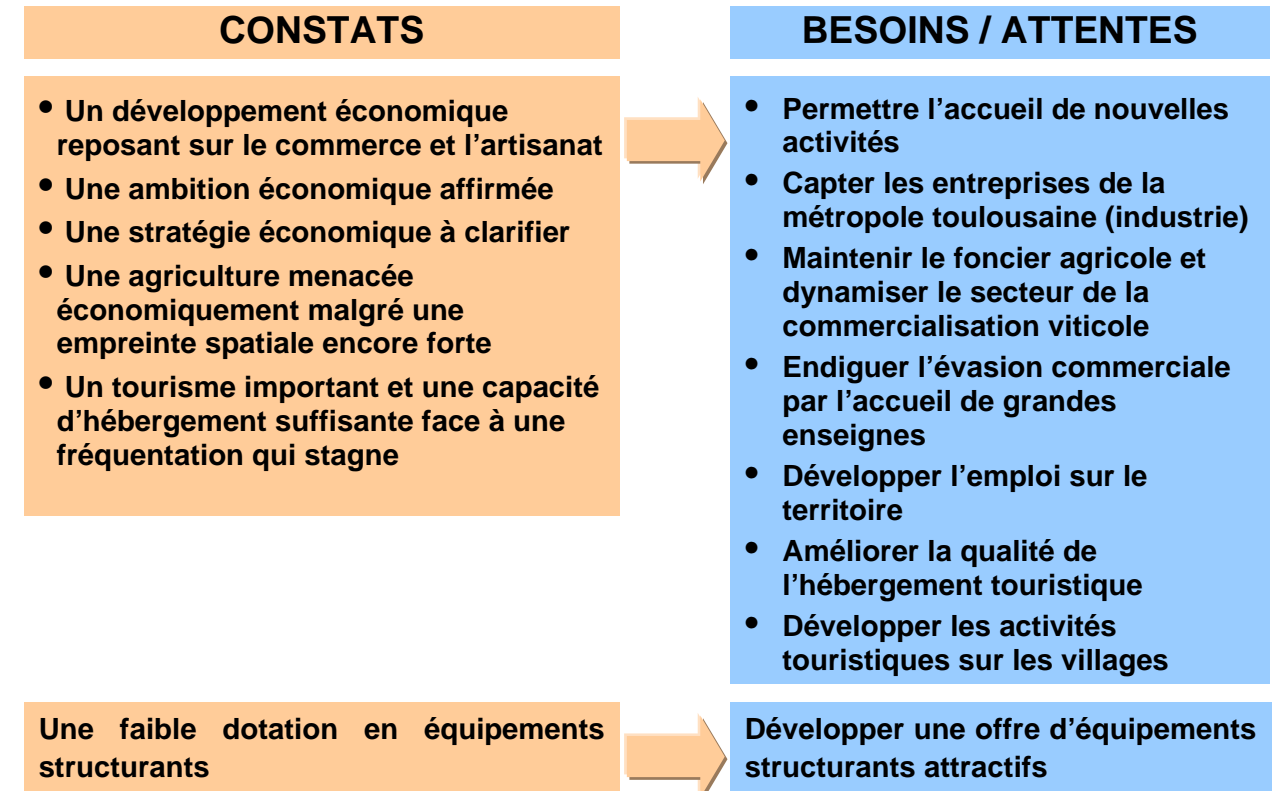 CONSTATS
• Un développement économique
reposant sur le commerce et l'artisanat
• Une ambition économique affirmée
• Une stratégie économique à clarifier
• Une agriculture menacée
économiquement malgré une
empreinte spatiale encore forte
• Un tourisme important et une capacité
d'hébergement suffisante face à une
fréquentation qui stagne
BESOINS / ATTENTES
• Permettre l'accueil de nouvelles
activités
• Capter les entreprises de la
métropole toulousaine (industrie)
• Maintenir le foncier agricole et
dynamiser le secteur de la
commercialisation viticole
• Endiguer l'évasion commerciale
par l'accueil de grandes
enseignes
• Développer l'emploi sur le
territoire
• Améliorer la qualité de
l'hébergement touristique
• Développer les activités
touristiques sur les villages
Une faible dotation en équipements
structurants
Développer une offre d'équipements
structurants attractifs